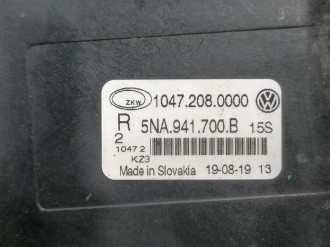 ZKW 1047.208.0000
R 5NA.941.700.B 15S
2
1047 2
KZ3
Made in Slovakia 19-08-19 13